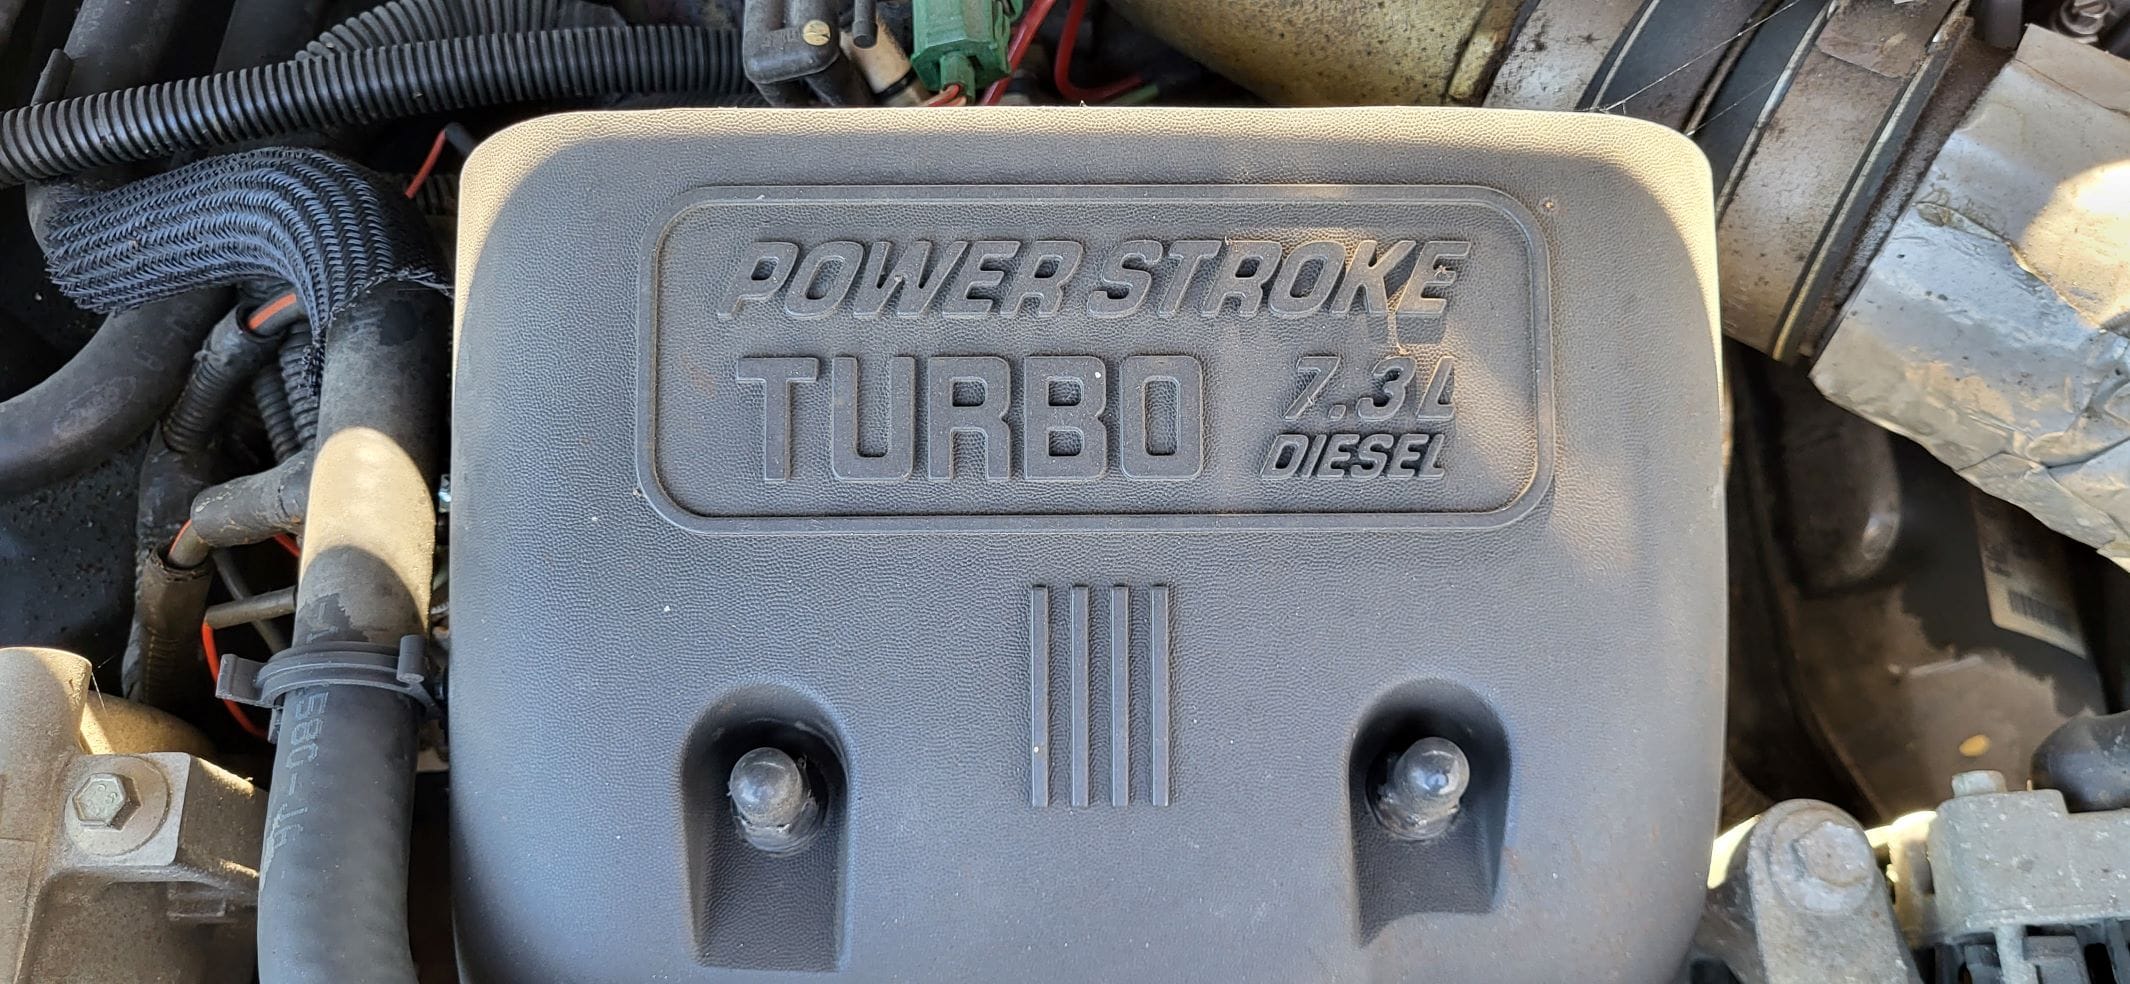 POWER STROKE
TURBO
7.3L
DIESEL